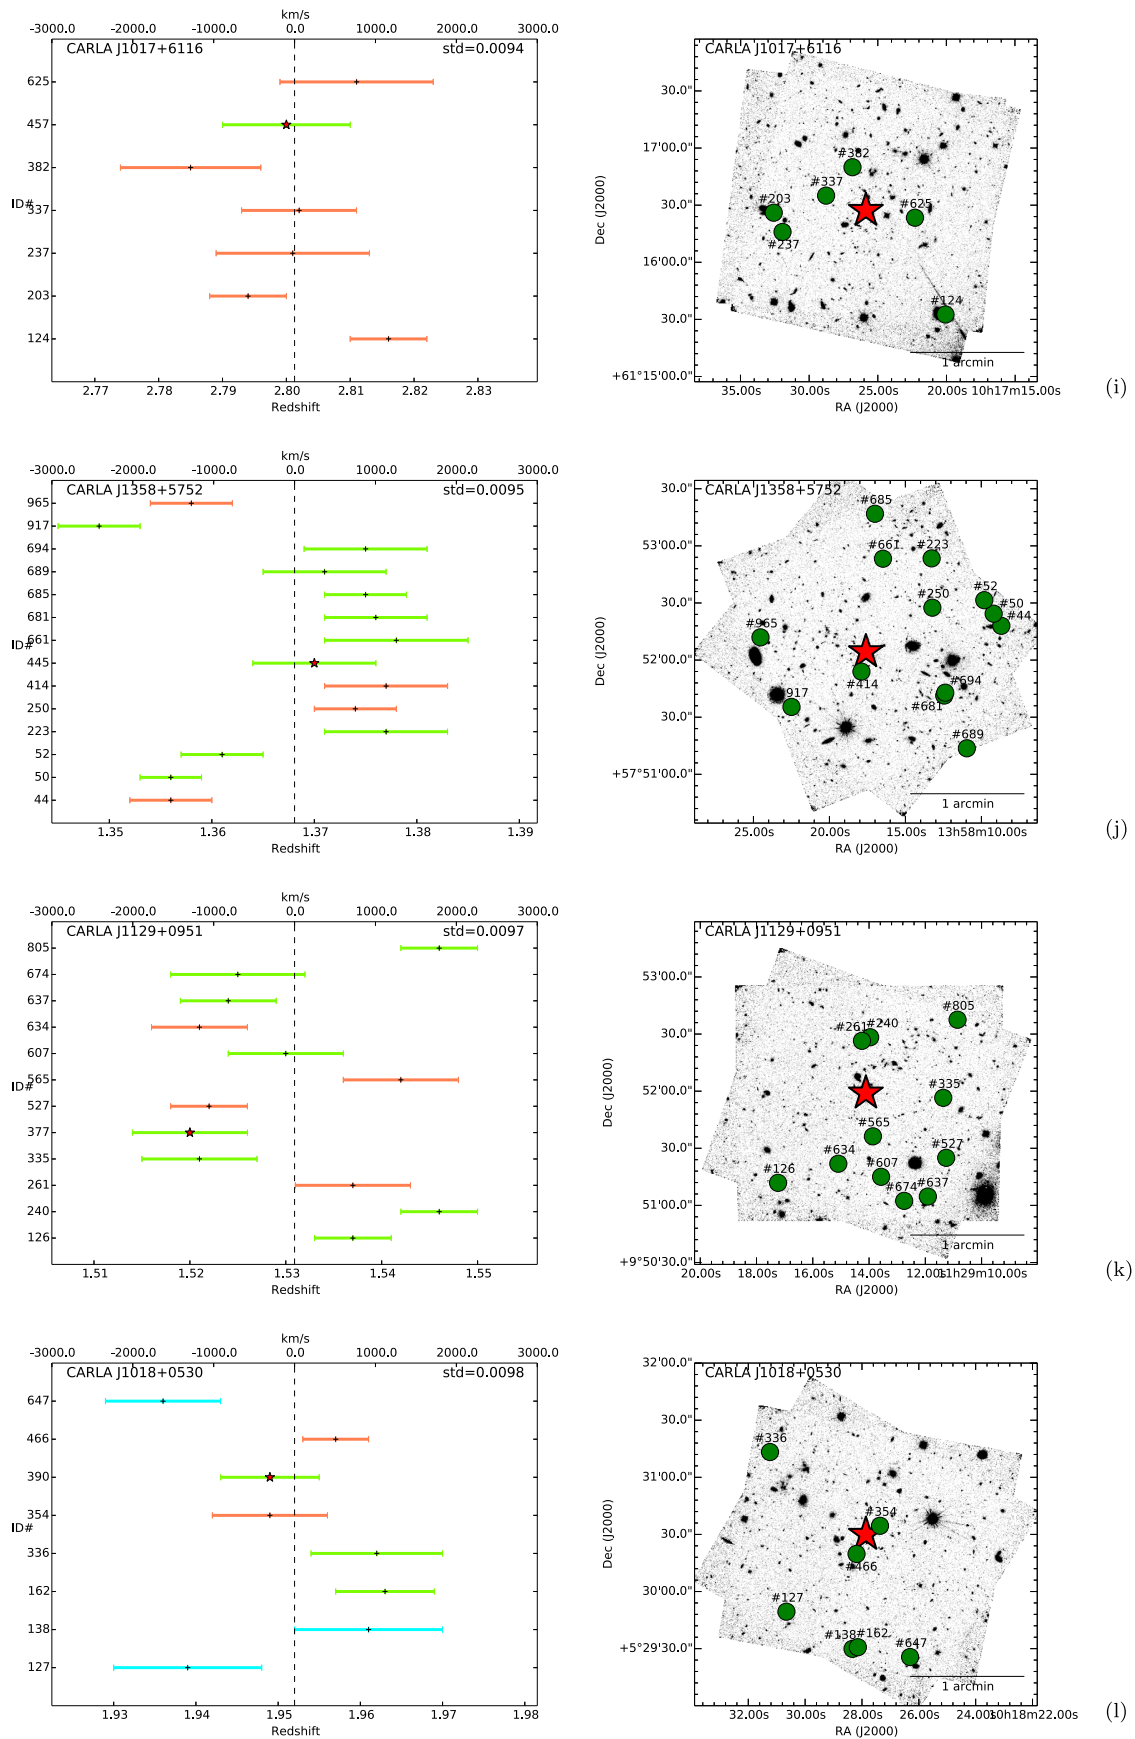 km/s
-3000.0 -2000.0 -1000.0 0.0 1000.0 2000.0 3000.0
CARLA J1017+6116 std=0.0094
625
457
382
ID#
337
237
203
124
2.77 2.78 2.79 2.80 2.81 2.82 2.83
Redshift
CARLA J1017+6116
30.0"
17'00.0"
30.0"
16'00.0"
30.0"
+61°15'00.0"
Dec (J2000)
#382
#337
#203
#625
#237
#124
1 arcmin
35.00s 30.00s 25.00s 20.00s 10h17m15.00s
RA (J2000)
(i)
km/s
-3000.0 -2000.0 -1000.0 0.0 1000.0 2000.0 3000.0
CARLA J1358+5752 std=0.0095
965
917
694
689
685
681
661
ID#
445
414
250
223
52
50
44
1.35 1.36 1.37 1.38 1.39
Redshift
CARLA J1358+5752
30.0"
53'00.0"
30.0"
52'00.0"
30.0"
+57°51'00.0"
Dec (J2000)
#685
#661 #223
#52
#250 #50
#44
#965
#414 #694
917 #681
#689
1 arcmin
25.00s 20.00s 15.00s 13h58m10.00s
RA (J2000)
(j)
km/s
-3000.0 -2000.0 -1000.0 0.0 1000.0 2000.0 3000.0
CARLA J1129+0951 std=0.0097
805
674
637
634
607
565
ID#
527
377
335
261
240
126
1.51 1.52 1.53 1.54 1.55
Redshift
CARLA J1129+0951
53'00.0"
30.0"
52'00.0"
30.0"
51'00.0"
+9°50'30.0"
Dec (J2000)
#805
#261 #240
#335
#565
#634 #527
#126 #607
#674 #637
1 arcmin
20.00s 18.00s 16.00s 14.00s 12.00s 11h29m10.00s
RA (J2000)
(k)
km/s
-3000.0 -2000.0 -1000.0 0.0 1000.0 2000.0 3000.0
CARLA J1018+0530 std=0.0098
647
466
390
354
ID#
336
162
138
127
1.93 1.94 1.95 1.96 1.97 1.98
Redshift
CARLA J1018+0530
32'00.0"
30.0"
31'00.0"
30.0"
30'00.0"
+5°29'30.0"
Dec (J2000)
#336
#354
#466
#127
#138 #162
#647
1 arcmin
32.00s 30.00s 28.00s 26.00s 24.00s 10h18m22.00s
RA (J2000)
(l)